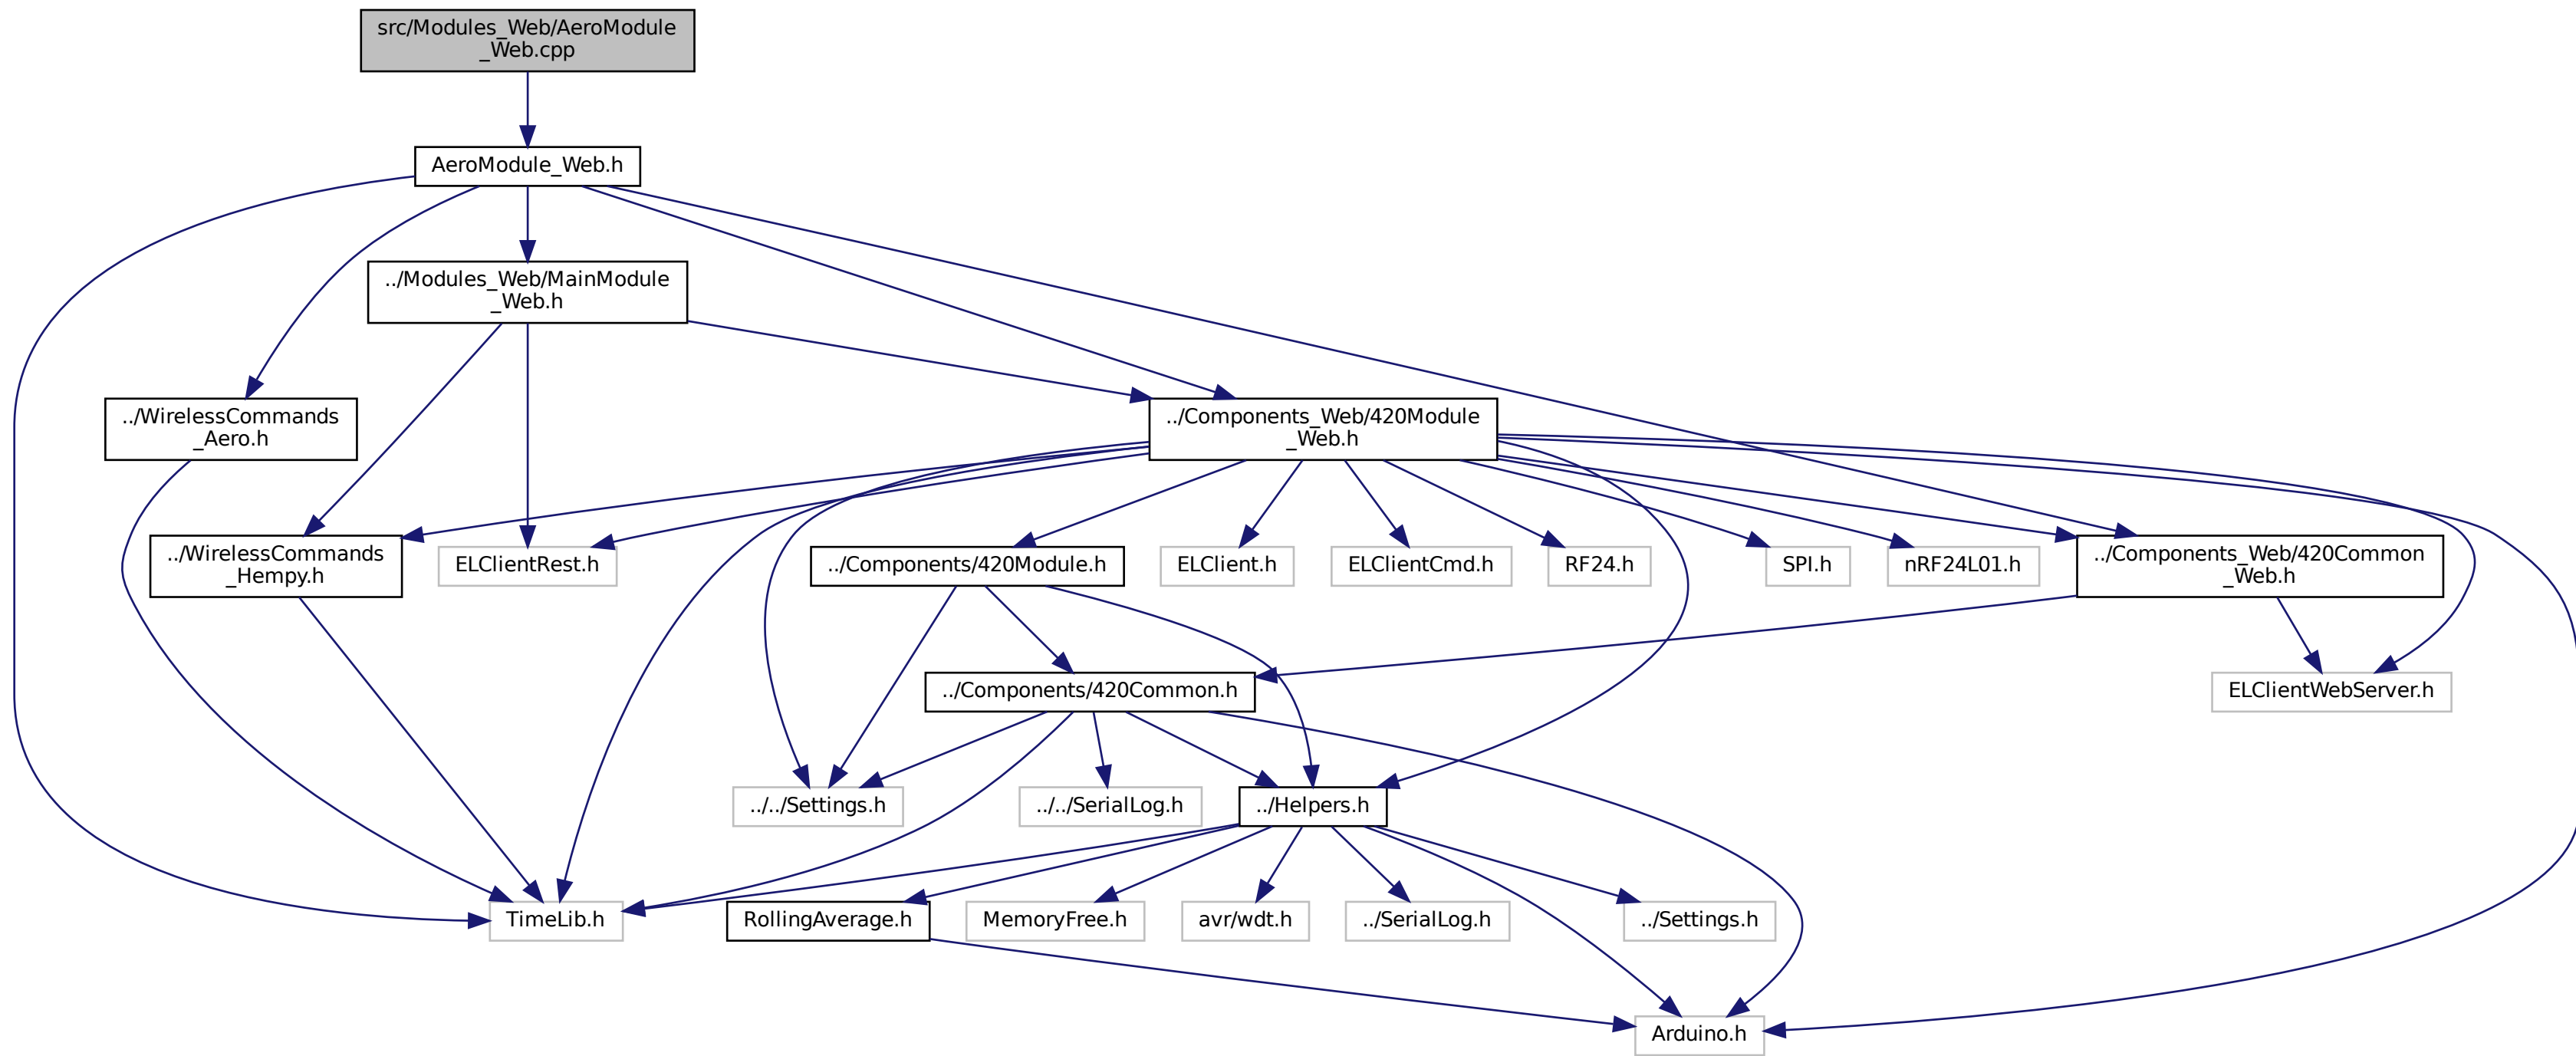 src/Modules_Web/AeroModule
_Web.cpp
AeroModule_Web.h
../Modules_Web/MainModule
_Web.h
../WirelessCommands
_Aero.h
../Components_Web/420Module
_Web.h
../WirelessCommands
_Hempy.h
ELClientRest.h
../Components/420Module.h
ELClient.h
ELClientCmd.h
RF24.h
SPI.h
nRF24L01.h
../Components_Web/420Common
_Web.h
../Components/420Common.h
ELClientWebServer.h
../../Settings.h
../../SerialLog.h
../Helpers.h
TimeLib.h
RollingAverage.h
MemoryFree.h
avr/wdt.h
../SerialLog.h
../Settings.h
Arduino.h